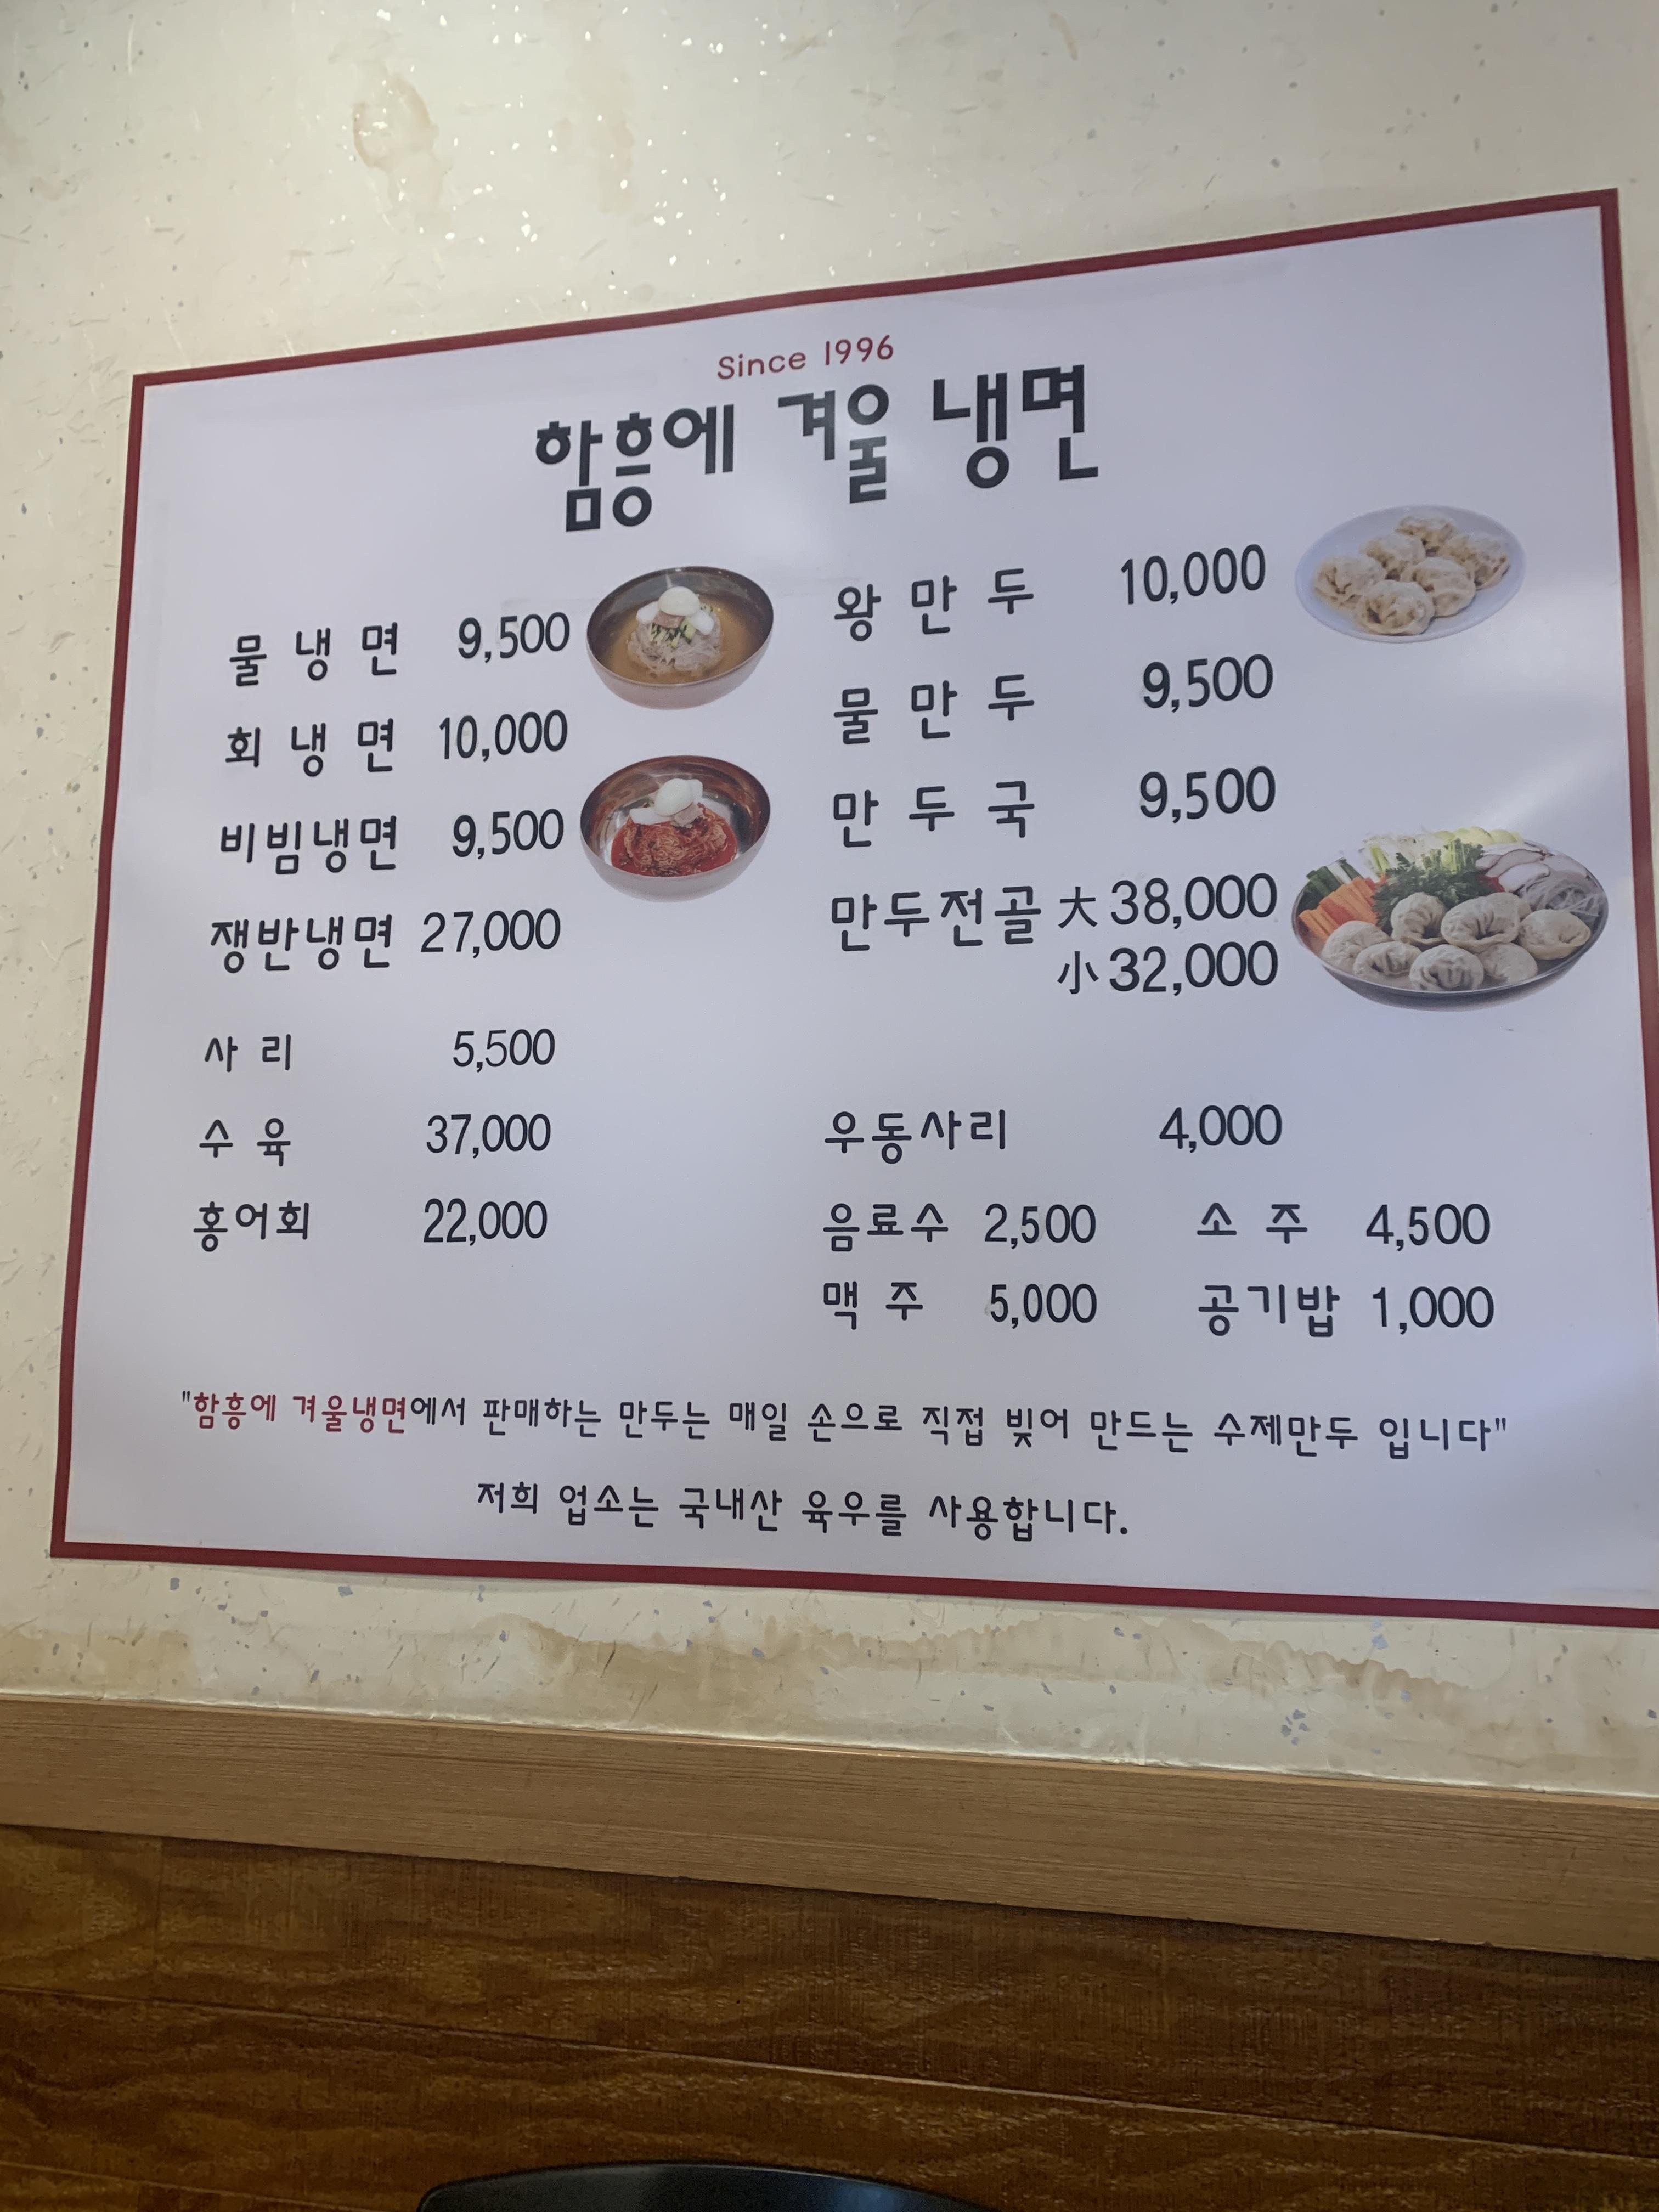 Since 1996
함흥에 겨울 냉면
물 냉 면 9,500
회 냉 면 10,000
비빔냉면 9,500
쟁반냉면 27,000
사 리 5,500
수 육 37,000
홍어회 22,000
왕 만 두 10,000
물 만 두 9,500
만 두 국 9,500
만두전골 大 38,000
小 32,000
우동사리 4,000
음료수 2,500 소 주 4,500
맥 주 5,000 공기밥 1,000
"함흥에 겨울냉면에서 판매하는 만두는 매일 손으로 직접 빚어 만드는 수제만두 입니다"
저희 업소는 국내산 육우를 사용합니다.